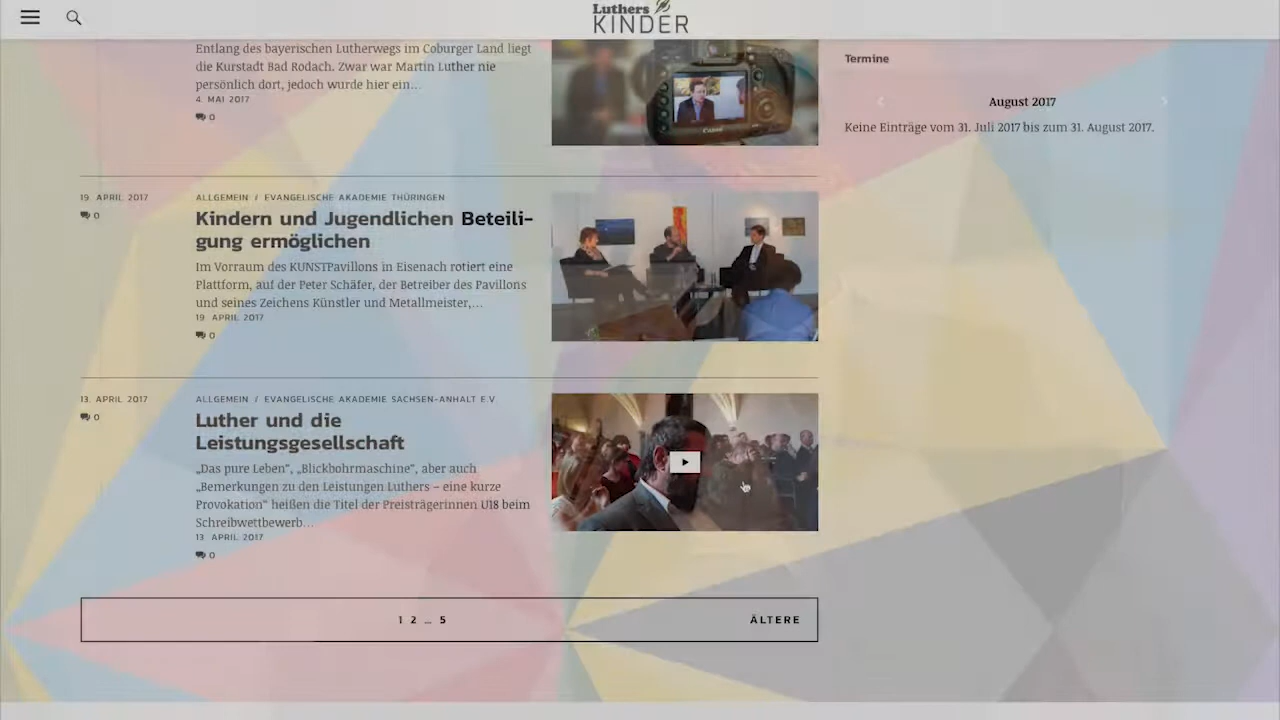 Luthers
KINDER
Entlang des bayerischen Lutherwegs im Coburger Land liegt
die Kurstadt Bad Rodach. Zwar war Martin Luther nie
persönlich dort, jedoch wurde hier ein…
4. MAI 2017
0
Canon
19. APRIL 2017
0
ALLGEMEIN / EVANGELISCHE AKADEMIE THÜRINGEN
Kindern und Jugendlichen Beteili-
gung ermöglichen
Im Vorraum des KUNSTPavillons in Eisenach rotiert eine
Plattform, auf der Peter Schäfer, der Betreiber des Pavillons
und seines Zeichens Künstler und Metallmeister,…
19. APRIL 2017
0
13. APRIL 2017
0
ALLGEMEIN / EVANGELISCHE AKADEMIE SACHSEN-ANHALT E.V.
Luther und die
Leistungsgesellschaft
„Das pure Leben“, „Blickbohrmaschine“, aber auch
„Bemerkungen zu den Leistungen Luthers – eine kurze
Provokation“ heißen die Titel der Preisträgerinnen U18 beim
Schreibwettbewerb…
13. APRIL 2017
0
1 2 … 5
ÄLTERE
Termine
August 2017
Keine Einträge vom 31. Juli 2017 bis zum 31. August 2017.